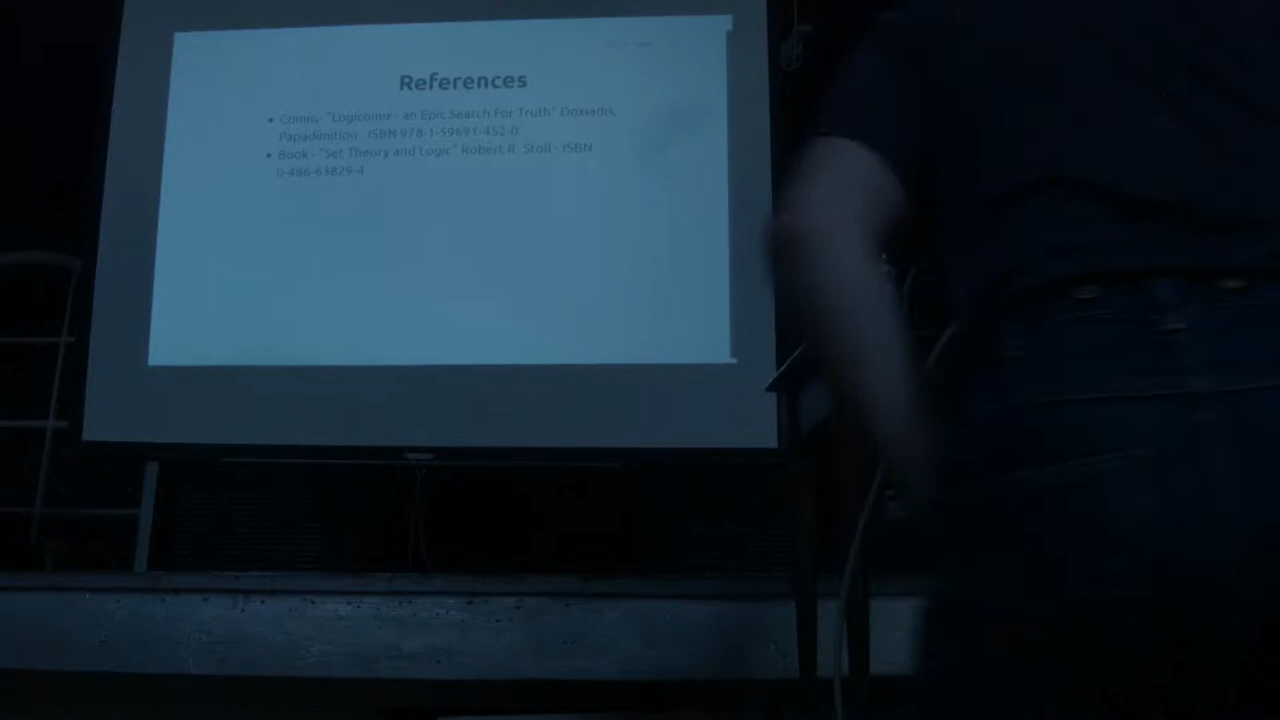 References
• Comic - "Logicomix - an Epic Search For Truth" Doxiadis,
Papadimitiou - ISBN 978-1-59691-452-0
• Book - "Set Theory and Logic" Robert R. Stoll - ISBN
0-486-63829-4